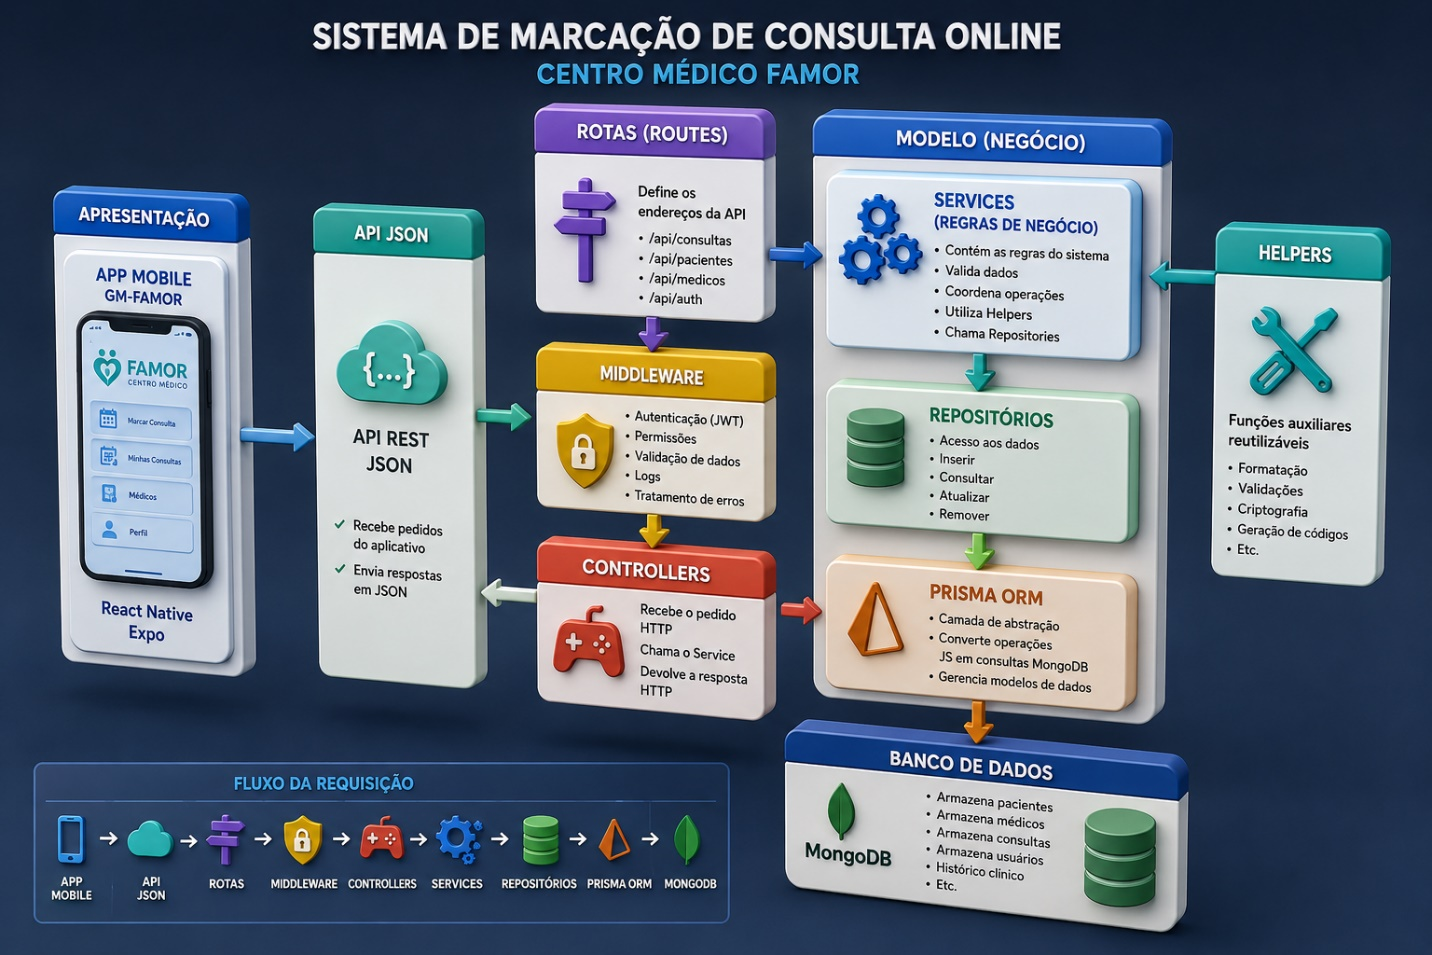 SISTEMA DE MARCAÇÃO DE CONSULTA ONLINE
CENTRO MÉDICO FAMOR
APRESENTAÇÃO
APP MOBILE
GM-FAMOR
FAMOR
CENTRO MÉDICO
Marcar Consulta
Minhas Consultas
Médicos
Perfil
React Native
Expo
API JSON
{...}
API REST
JSON
✓ Recebe pedidos
do aplicativo
✓ Envia respostas
em JSON
ROTAS (ROUTES)
Define os
endereços da API
• /api/consultas
• /api/pacientes
• /api/medicos
• /api/auth
MIDDLEWARE
• Autenticação (JWT)
• Permissões
• Validação de dados
• Logs
• Tratamento de erros
CONTROLLERS
Recebe o pedido
HTTP
Chama o Service
Devolve a resposta
HTTP
MODELO (NEGÓCIO)
SERVICES
(REGRAS DE NEGÓCIO)
• Contém as regras do sistema
• Valida dados
• Coordena operações
• Utiliza Helpers
• Chama Repositories
REPOSITÓRIOS
• Acesso aos dados
• Inserir
• Consultar
• Atualizar
• Remover
PRISMA ORM
• Camada de abstração
• Converte operações
JS em consultas MongoDB
• Gerencia modelos de dados
HELPERS
Funções auxiliares
reutilizáveis
• Formatação
• Validações
• Criptografia
• Geração de códigos
• Etc.
BANCO DE DADOS
MongoDB
• Armazena pacientes
• Armazena médicos
• Armazena consultas
• Armazena usuários
• Histórico clínico
• Etc.
FLUXO DA REQUISIÇÃO
APP
MOBILE
API
JSON
ROTAS
MIDDLEWARE
CONTROLLERS
SERVICES
REPOSITÓRIOS
PRISMA ORM
MONGODB